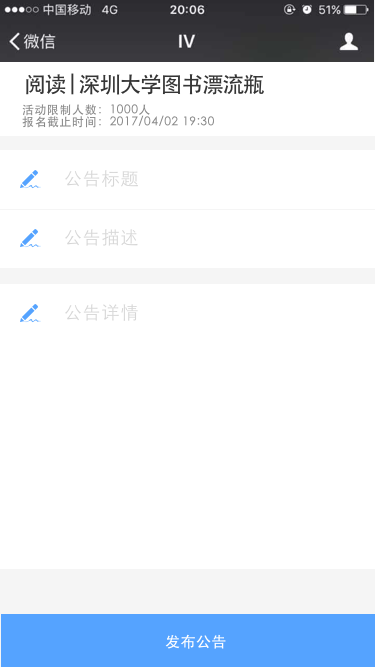 中国移动 4G 20:06 51%
微信 IV
阅读|深圳大学图书漂流瓶
活动限制人数：1000人
报名截止时间：2017/04/02 19:30
公告标题
公告描述
公告详情
发布公告